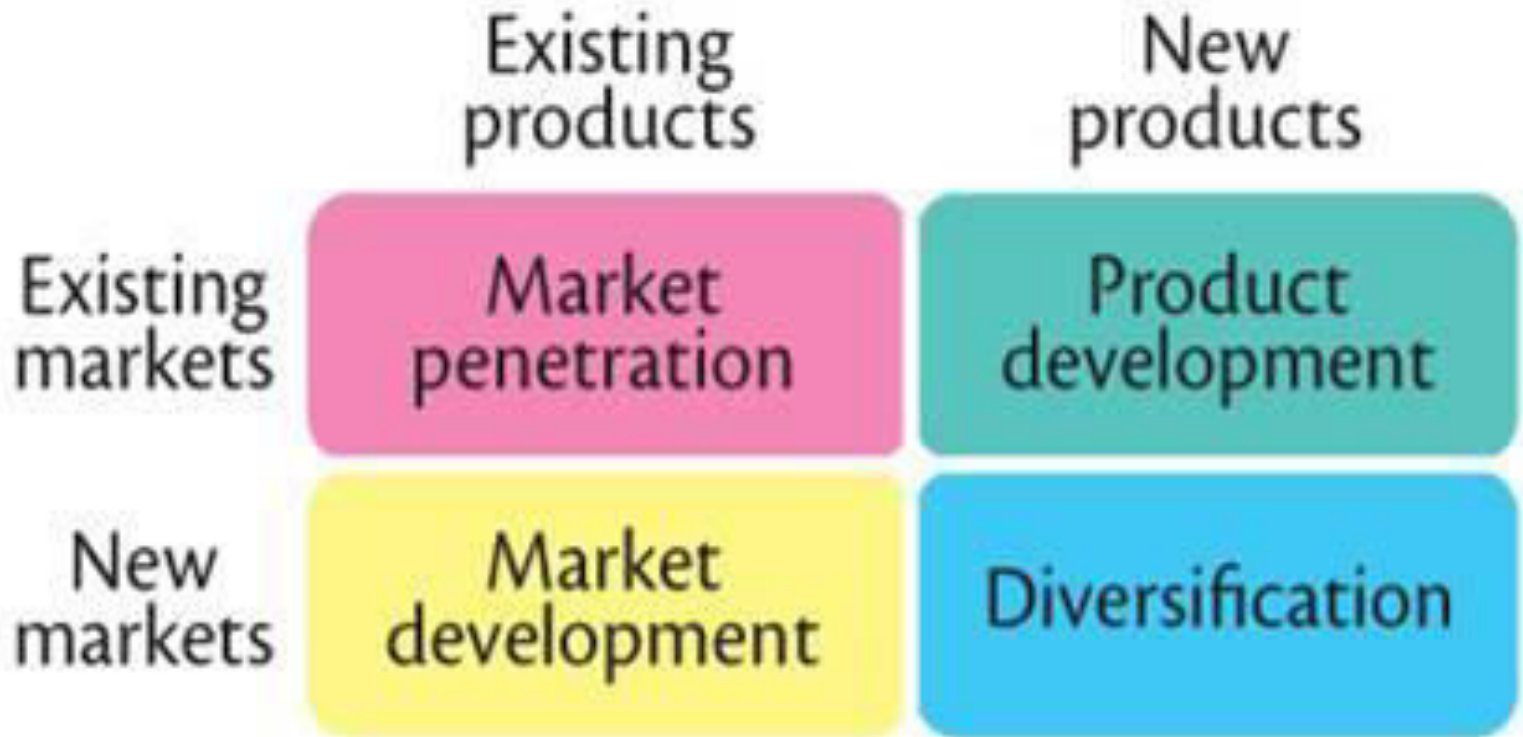 Existing
products
New
products
Existing
markets
Market
penetration
Product
development
New
markets
Market
development
Diversification